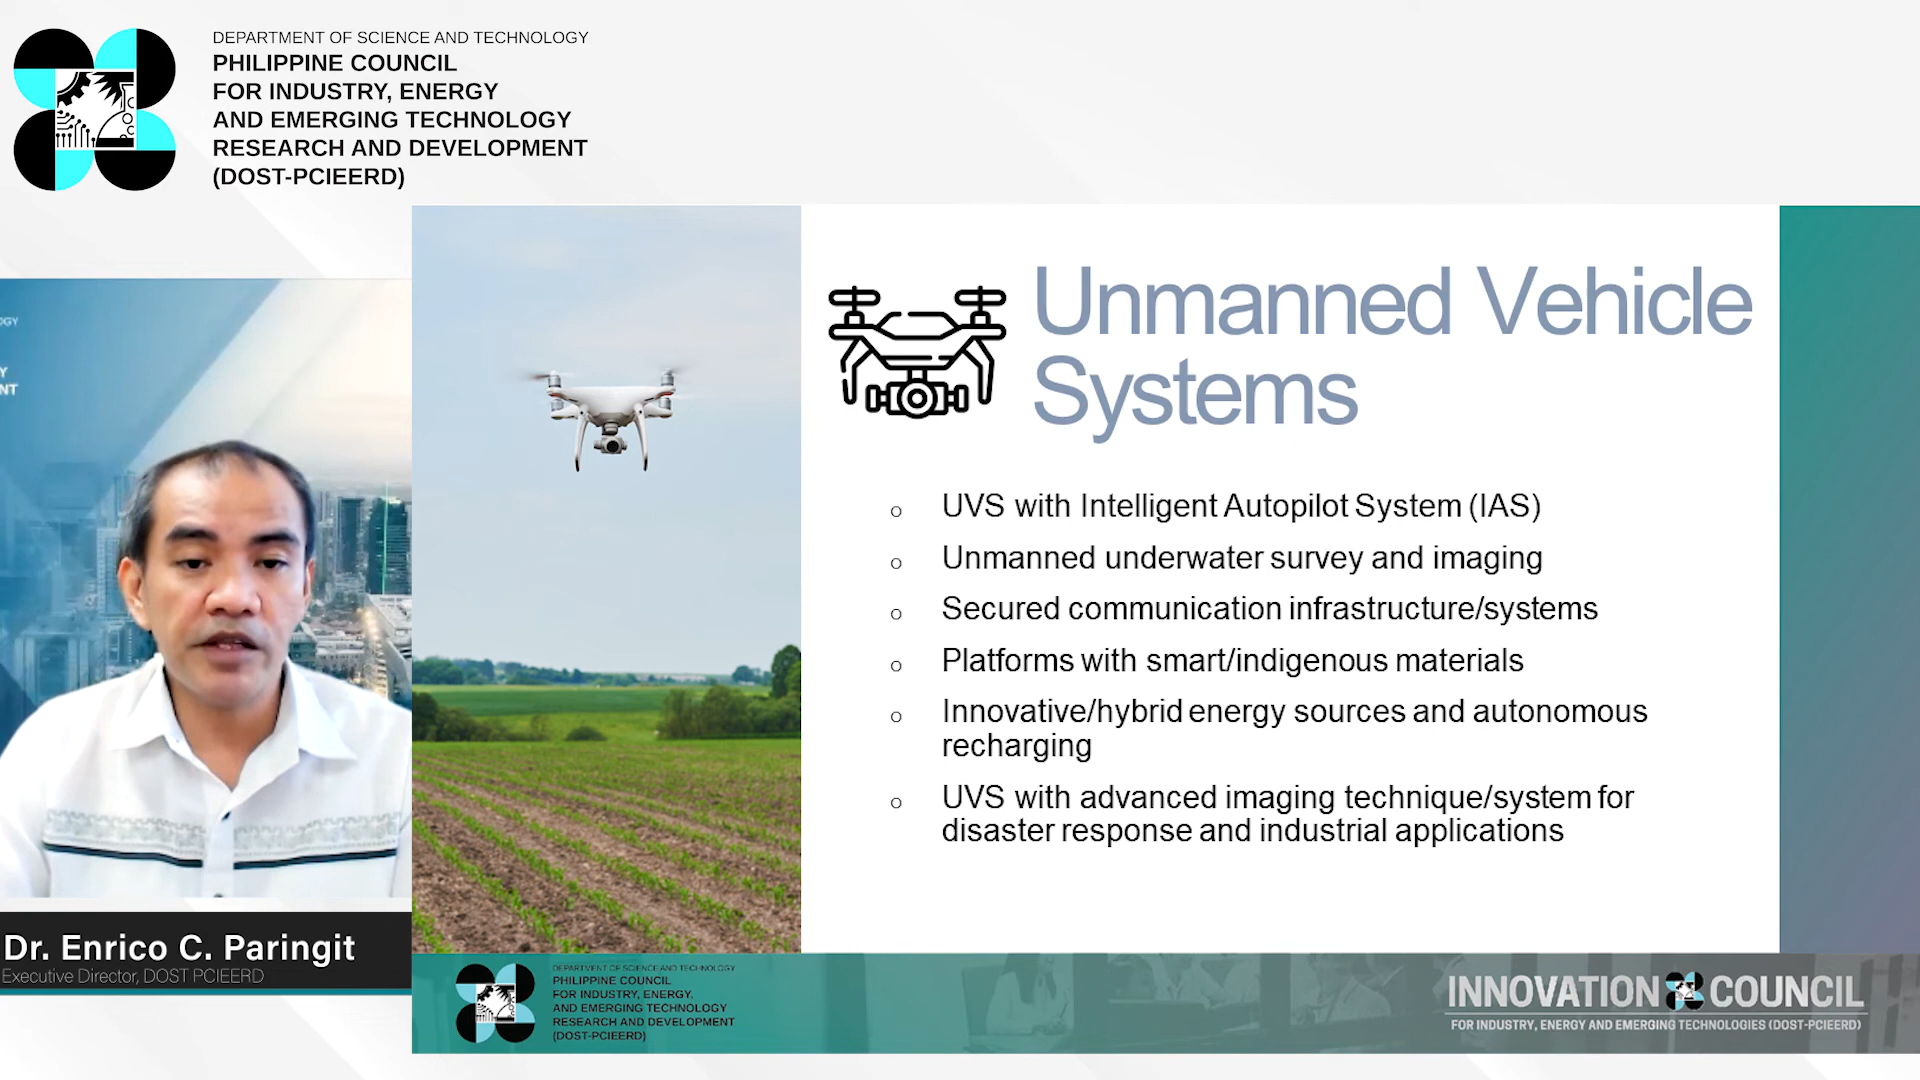 DEPARTMENT OF SCIENCE AND TECHNOLOGY
PHILIPPINE COUNCIL
FOR INDUSTRY, ENERGY
AND EMERGING TECHNOLOGY
RESEARCH AND DEVELOPMENT
(DOST-PCIEERD)
OGY
Y
NT
Dr. Enrico C. Paringit
Executive Director, DOST PCIEERD
Unmanned Vehicle
Systems
UVS with Intelligent Autopilot System (IAS)
Unmanned underwater survey and imaging
Secured communication infrastructure/systems
Platforms with smart/indigenous materials
Innovative/hybrid energy sources and autonomous
recharging
UVS with advanced imaging technique/system for
disaster response and industrial applications
DEPARTMENT OF SCIENCE AND TECHNOLOGY
PHILIPPINE COUNCIL
FOR INDUSTRY, ENERGY,
AND EMERGING TECHNOLOGY
RESEARCH AND DEVELOPMENT
(DOST-PCIEERD)
INNOVATION COUNCIL
FOR INDUSTRY, ENERGY AND EMERGING TECHNOLOGIES (DOST-PCIEERD)